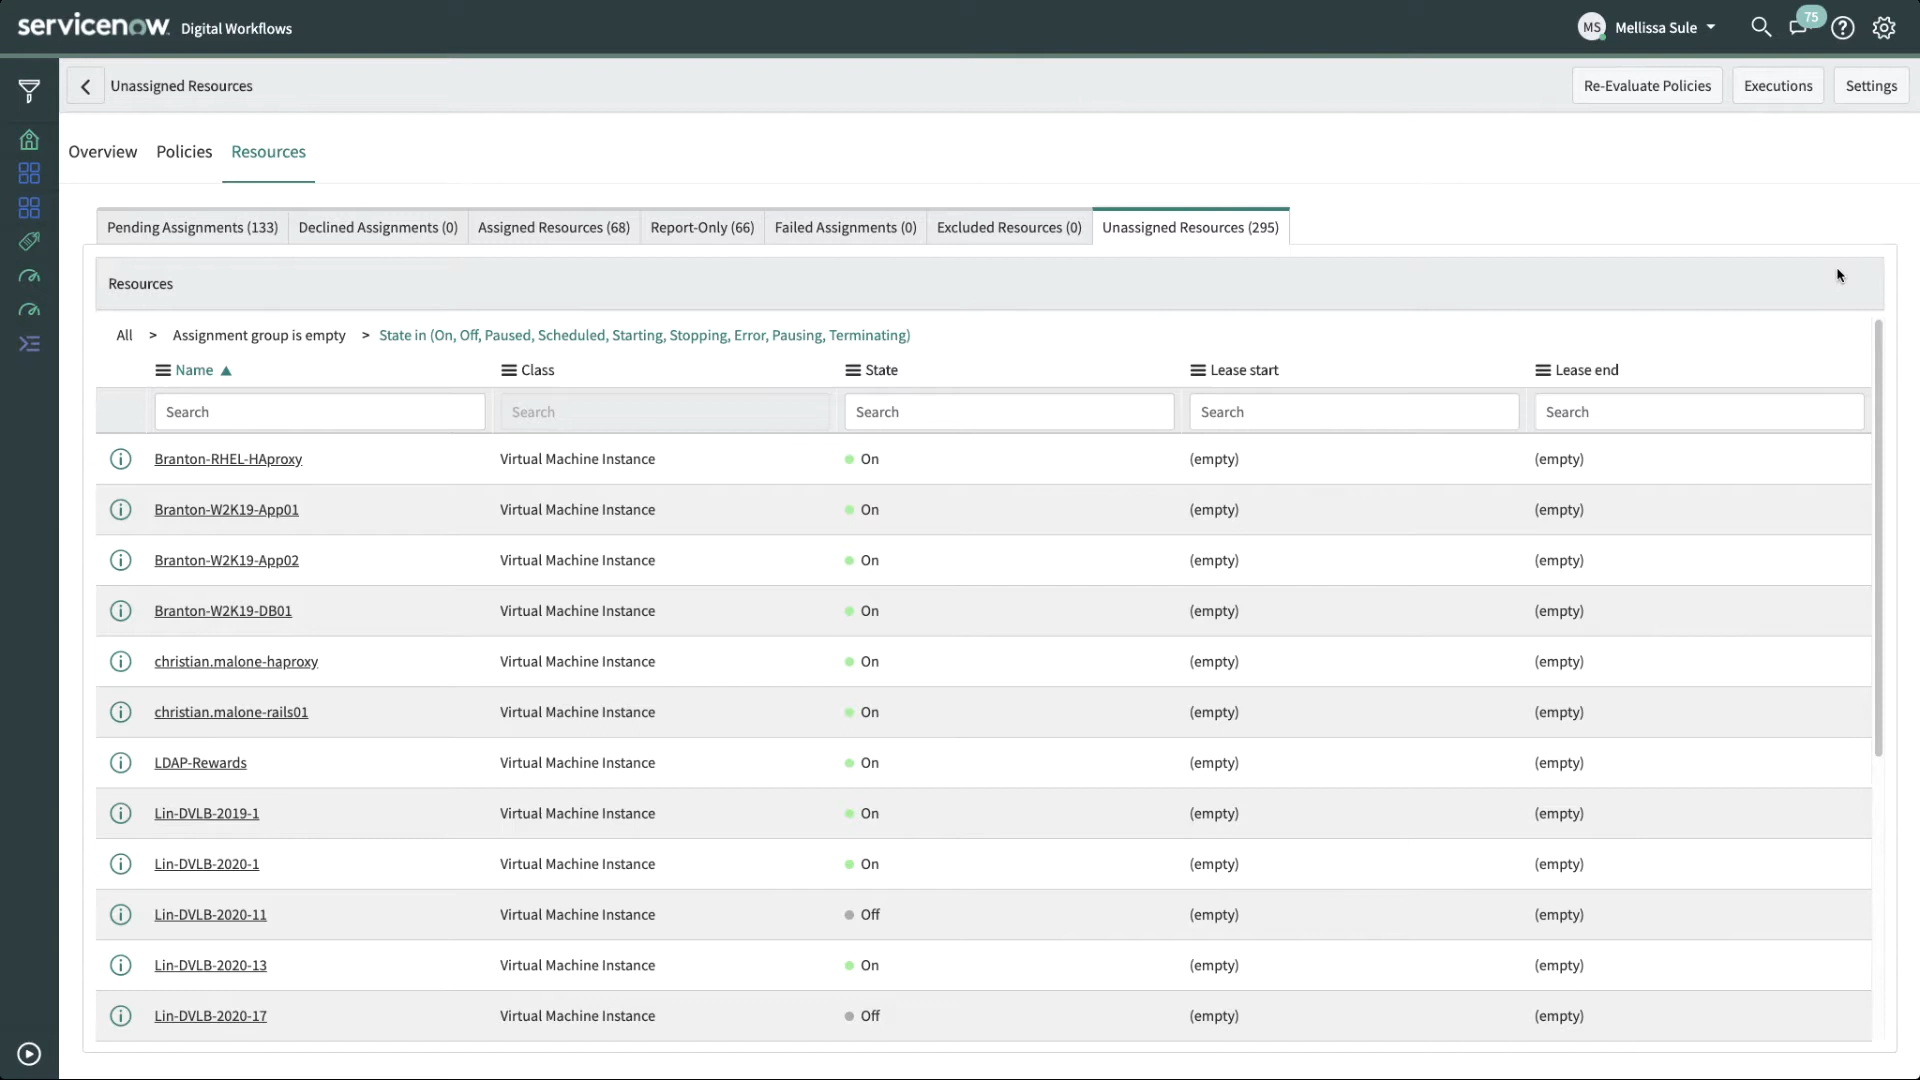 servicenow. Digital Workflows
MS Mellissa Sule 75
Unassigned Resources Re-Evaluate Policies Executions Settings
Overview Policies Resources
Pending Assignments (133) Declined Assignments (0) Assigned Resources (68) Report-Only (66) Failed Assignments (0) Excluded Resources (0) Unassigned Resources (295)
Resources
All > Assignment group is empty > State in (On, Off, Paused, Scheduled, Starting, Stopping, Error, Pausing, Terminating)
Name Class State Lease start Lease end
Search Search Search Search Search
Branton-RHEL-HAproxy Virtual Machine Instance On (empty) (empty)
Branton-W2K19-App01 Virtual Machine Instance On (empty) (empty)
Branton-W2K19-App02 Virtual Machine Instance On (empty) (empty)
Branton-W2K19-DB01 Virtual Machine Instance On (empty) (empty)
christian.malone-haproxy Virtual Machine Instance On (empty) (empty)
christian.malone-rails01 Virtual Machine Instance On (empty) (empty)
LDAP-Rewards Virtual Machine Instance On (empty) (empty)
Lin-DVLB-2019-1 Virtual Machine Instance On (empty) (empty)
Lin-DVLB-2020-1 Virtual Machine Instance On (empty) (empty)
Lin-DVLB-2020-11 Virtual Machine Instance Off (empty) (empty)
Lin-DVLB-2020-13 Virtual Machine Instance On (empty) (empty)
Lin-DVLB-2020-17 Virtual Machine Instance Off (empty) (empty)